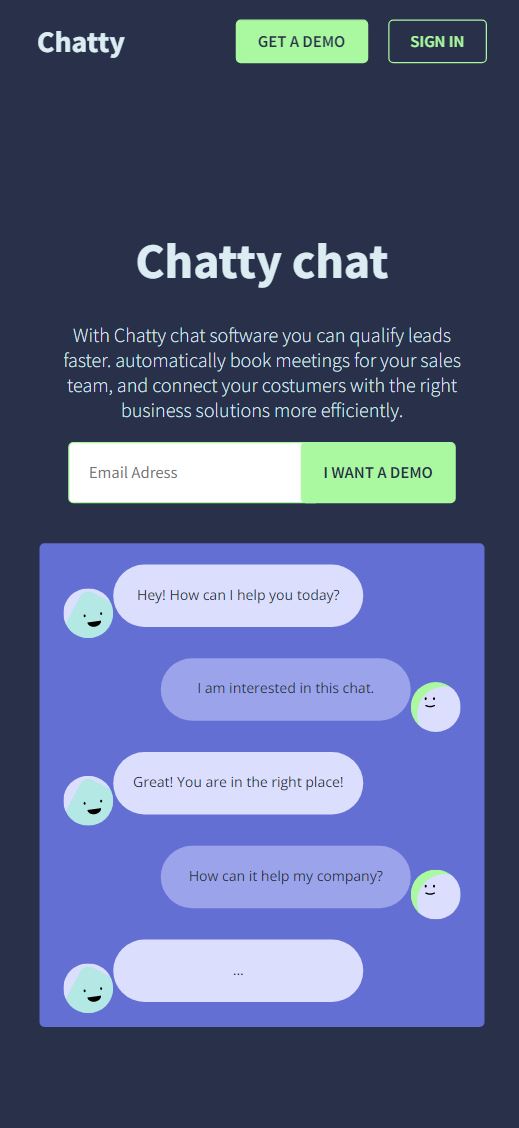 Chatty
GET A DEMO
SIGN IN
Chatty chat
With Chatty chat software you can qualify leads
faster. automatically book meetings for your sales
team, and connect your costumers with the right
business solutions more efficiently.
Email Adress
I WANT A DEMO
Hey! How can I help you today?
I am interested in this chat.
Great! You are in the right place!
How can it help my company?
...